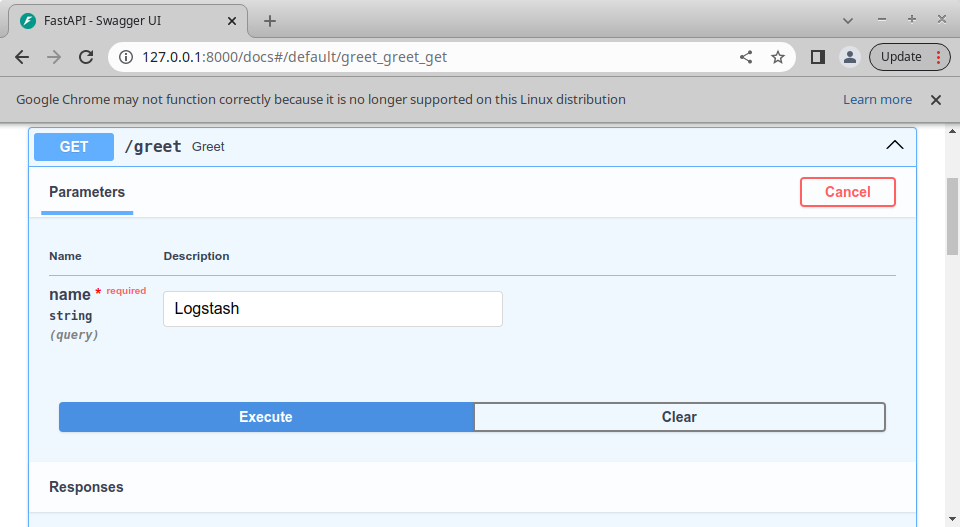 FastAPI - Swagger UI
127.0.0.1:8000/docs#/default/greet_greet_get
Update
Google Chrome may not function correctly because it is no longer supported on this Linux distribution
Learn more
GET /greet Greet
Parameters
Cancel
Name Description
name * required
string
(query)
Logstash
Execute
Clear
Responses